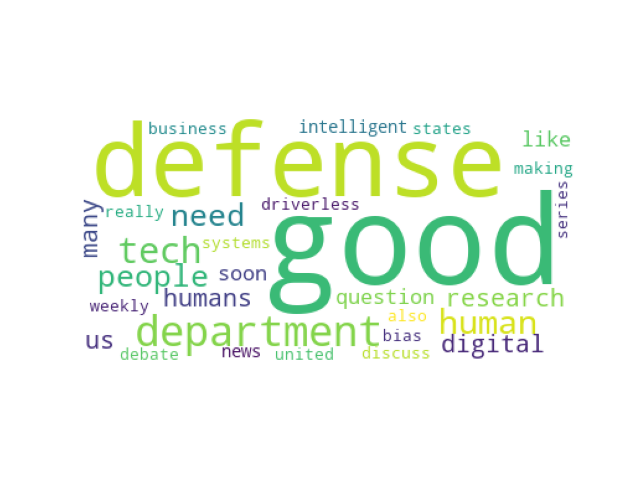 business intelligent states
defense like
making
many really need driverless series
good
tech systems
people soon
weekly humans question research
us department also human
bias digital
debate news united discuss